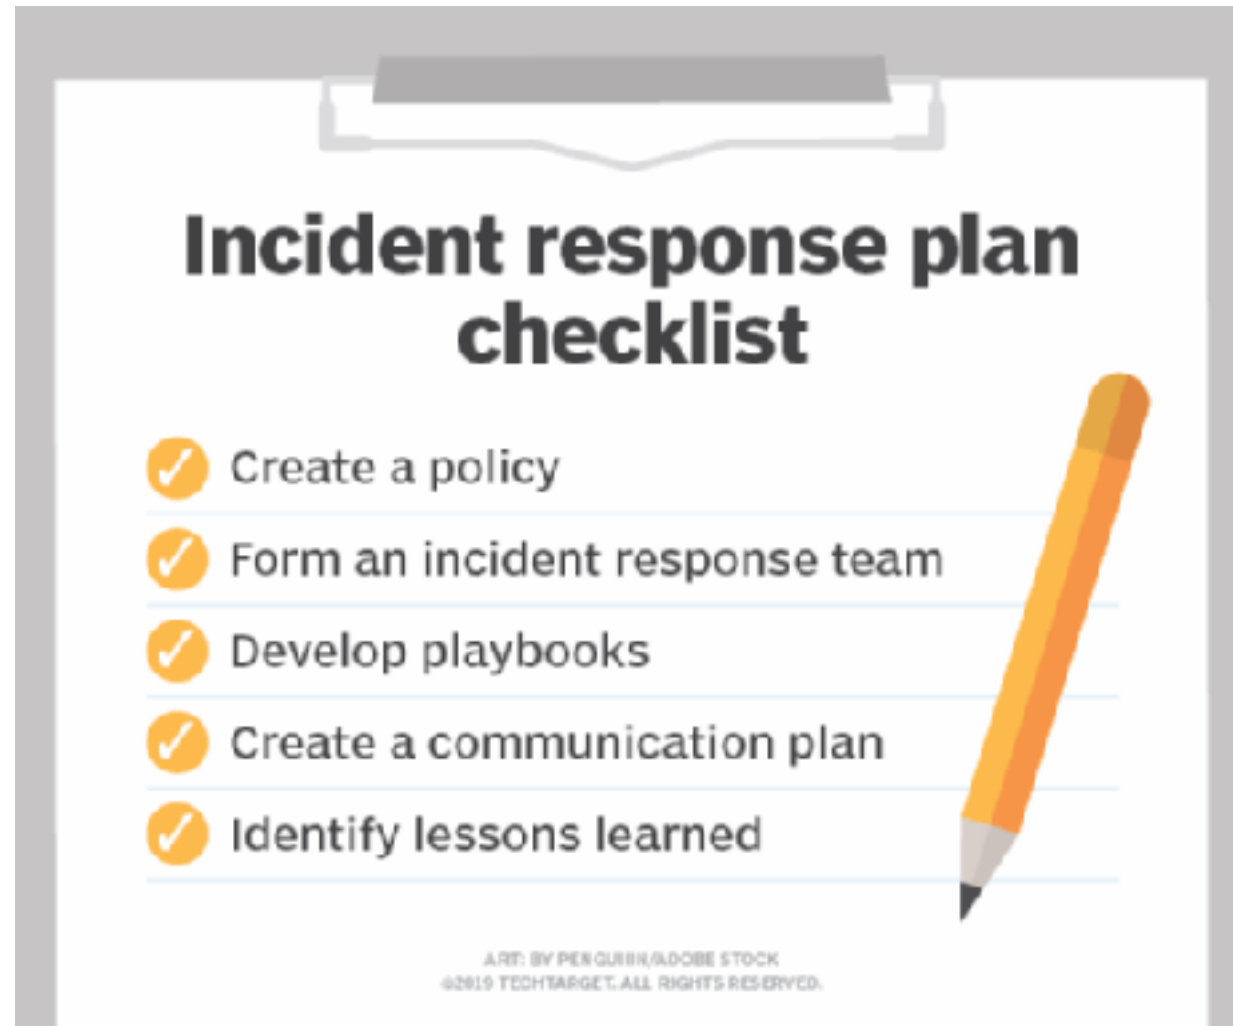 Incident response plan
checklist
Create a policy
Form an incident response team
Develop playbooks
Create a communication plan
Identify lessons learned
ART: BY PENGUIIIN/ADOBE STOCK
©2019 TECHTARGET. ALL RIGHTS RESERVED.